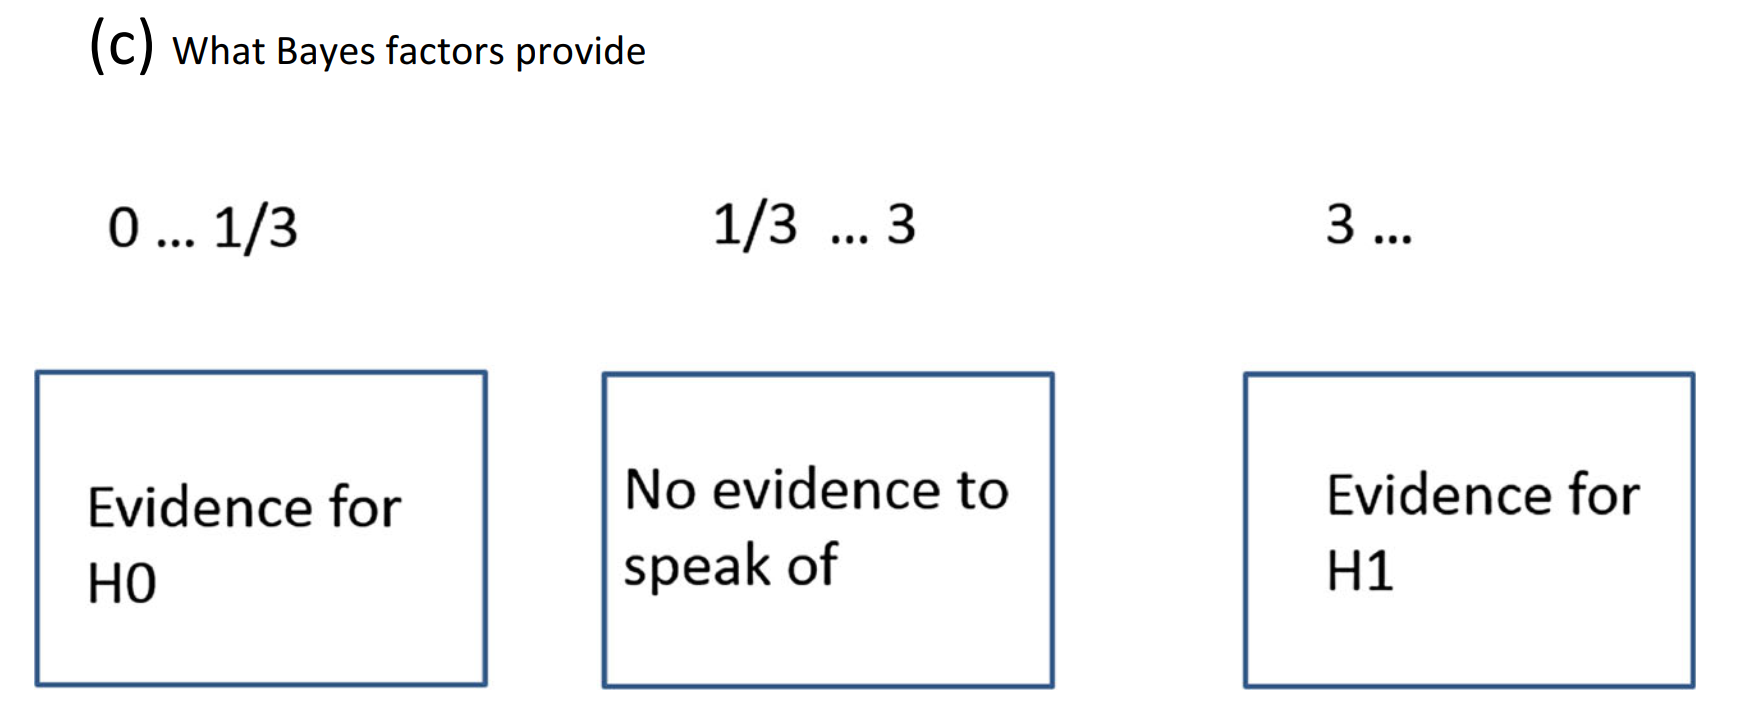 (c) What Bayes factors provide
0 ... 1/3
1/3 ... 3
3 ...
Evidence for
H0
No evidence to
speak of
Evidence for
H1